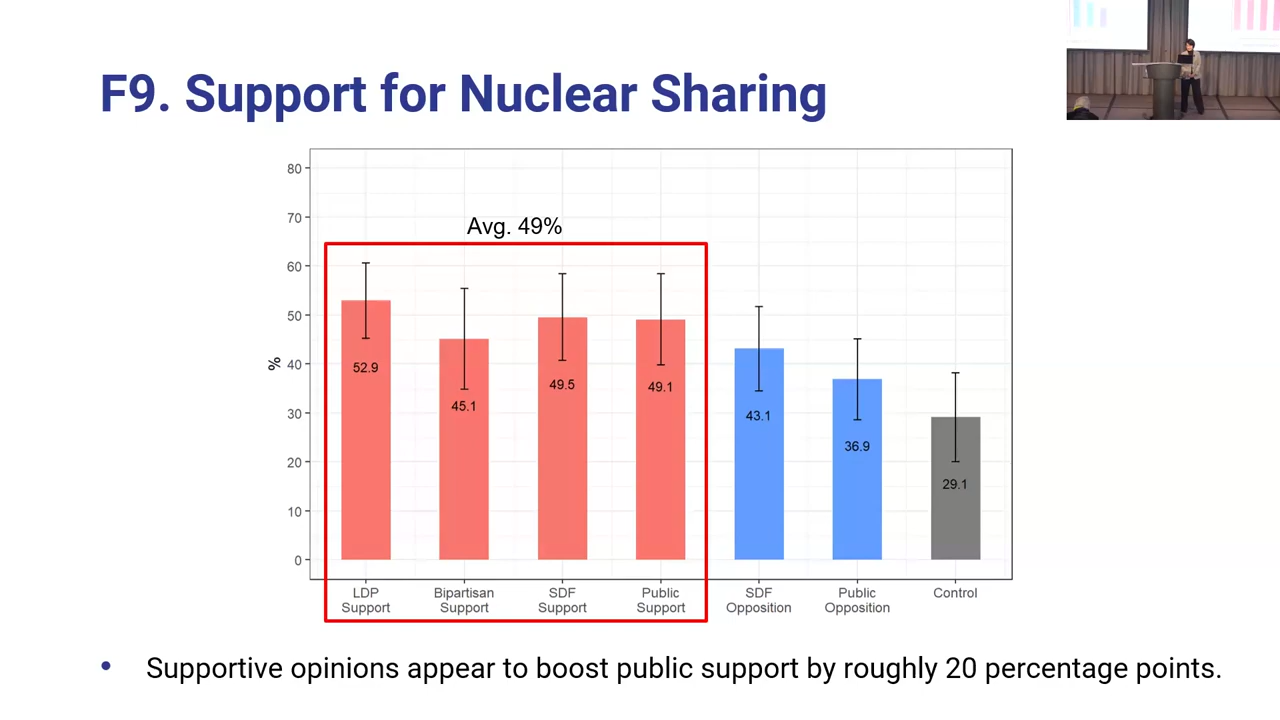 F9. Support for Nuclear Sharing
Avg. 49%
%
80
70
60
50
40
30
20
10
0
52.9
45.1
49.5
49.1
43.1
36.9
29.1
LDP
Support
Bipartisan
Support
SDF
Support
Public
Support
SDF
Opposition
Public
Opposition
Control
• Supportive opinions appear to boost public support by roughly 20 percentage points.